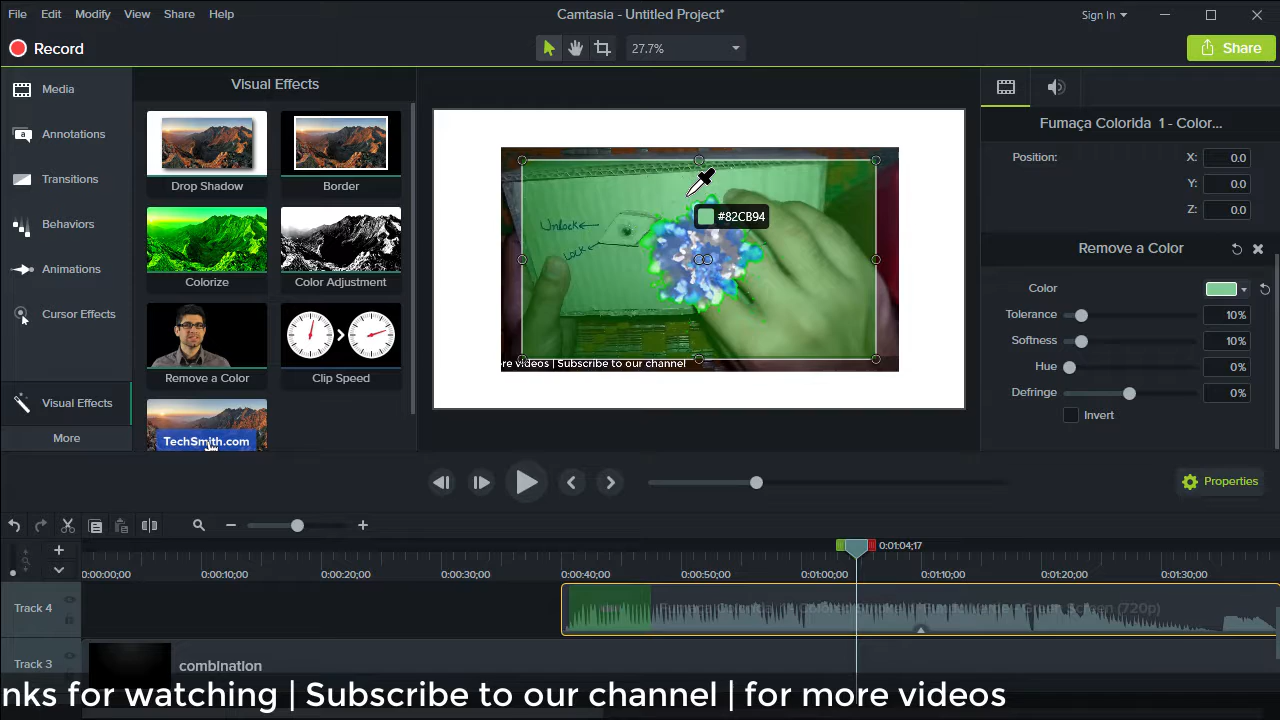 File Edit Modify View Share Help
Camtasia - Untitled Project*
Sign In
Record
27.7%
Share
Media
Annotations
Transitions
Behaviors
Animations
Cursor Effects
Visual Effects
More
Visual Effects
Drop Shadow
Border
Colorize
Color Adjustment
Remove a Color
Clip Speed
TechSmith.com
Unlock
LOCK
#82CB94
re videos | Subscribe to our channel
Fumaça Colorida 1 - Color...
Position:
X: 0.0
Y: 0.0
Z: 0.0
Remove a Color
Color
Tolerance 10%
Softness 10%
Hue 0%
Defringe 0%
Invert
Properties
0:01:04;17
0:00:00;00 0:00:10;00 0:00:20;00 0:00:30;00 0:00:40;00 0:00:50;00 0:01:00;00 0:01:10;00 0:01:20;00 0:01:30;00
Track 4
Green Screen (720p)
Track 3
combination
nks for watching | Subscribe to our channel | for more videos